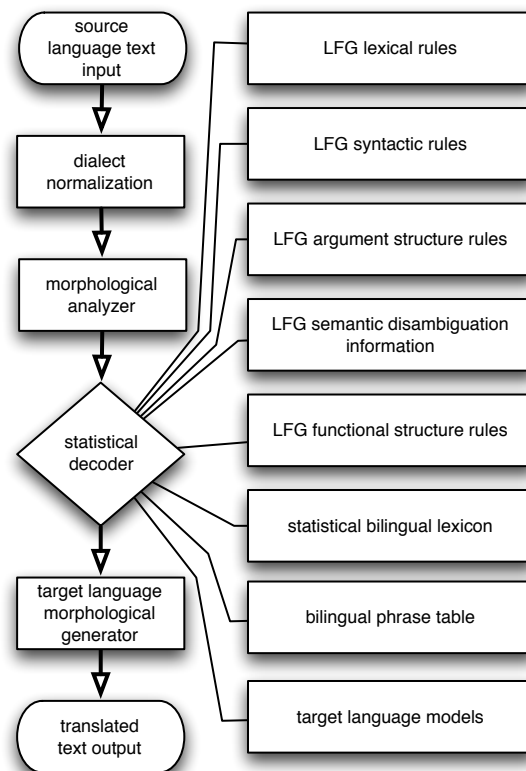 source
language text
input
dialect
normalization
morphological
analyzer
statistical
decoder
target language
morphological
generator
translated
text output
LFG lexical rules
LFG syntactic rules
LFG argument structure rules
LFG semantic disambiguation
information
LFG functional structure rules
statistical bilingual lexicon
bilingual phrase table
target language models